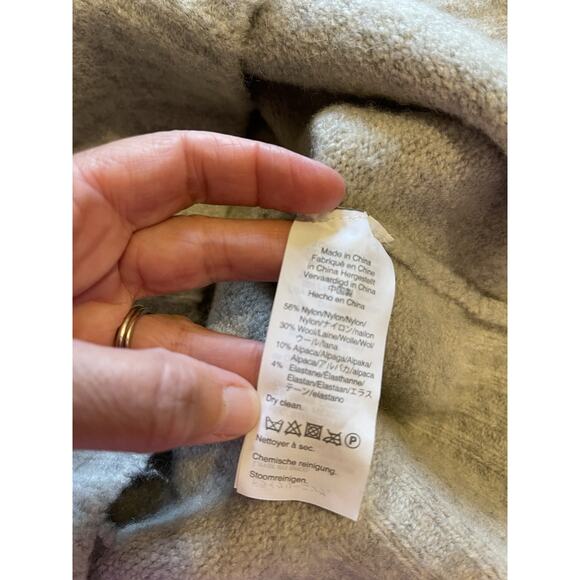 Made in China
Fabriqué en Chine
in China Hergestellt
Vervaardigd in China
中国製
Hecho en China
56% Nylon/Nylon/Nylon/
Nylon/ナイロン/nailon
30% Wool/Laine/Wolle/Wol/
ウール/lana
10% Alpaca/Alpaga/Alpaka/
Alpaca/アルパカ/alpaca
4% Elastane/Élasthanne/
Elastan/Elastaan/エラス
テーン/elastano
Dry clean.
P
Nettoyer à sec.
Chemische reinigung.
Stoomreinigen.